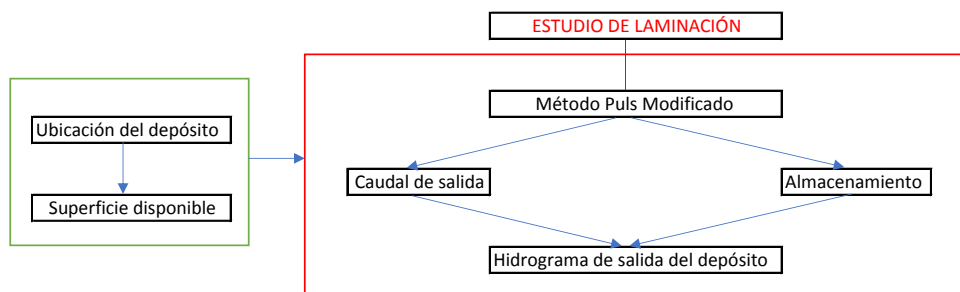 ESTUDIO DE LAMINACIÓN
Método Puls Modificado
Ubicación del depósito
Superficie disponible
Caudal de salida
Almacenamiento
Hidrograma de salida del depósito